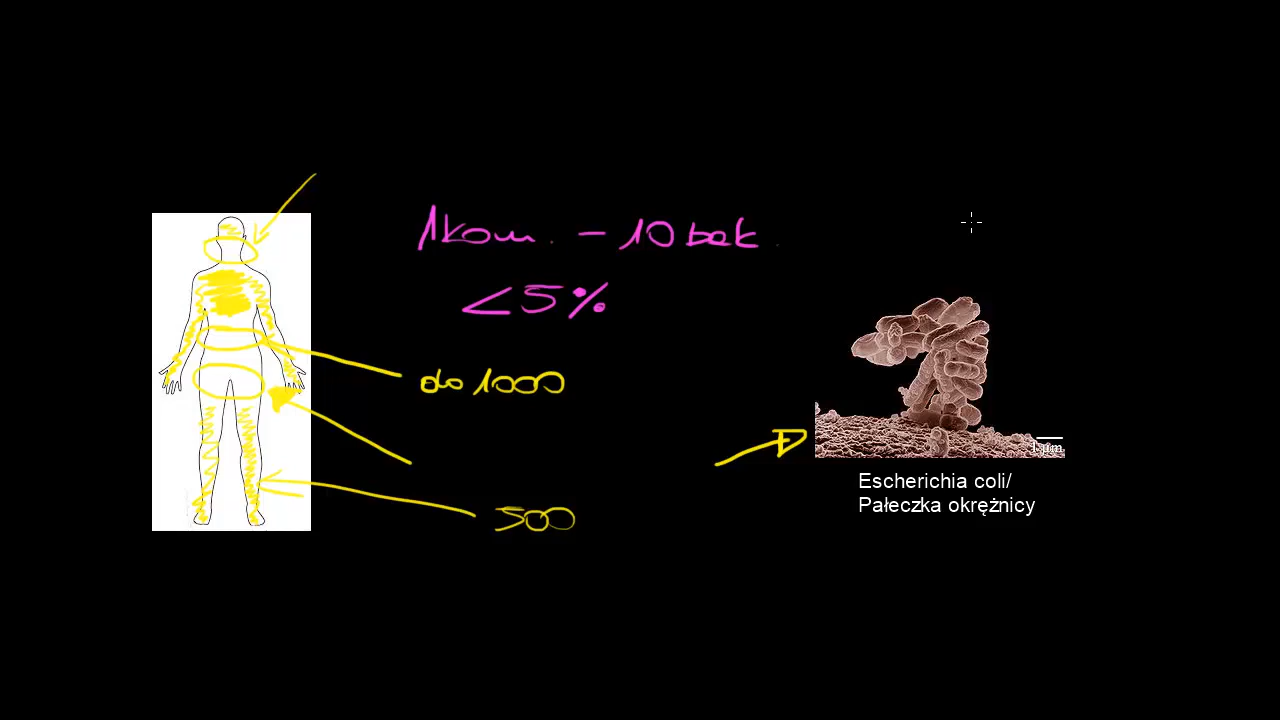 1kom. - 10 bak.
<5%
do 1000
500
1µm
Escherichia coli/
Pałeczka okrężnicy